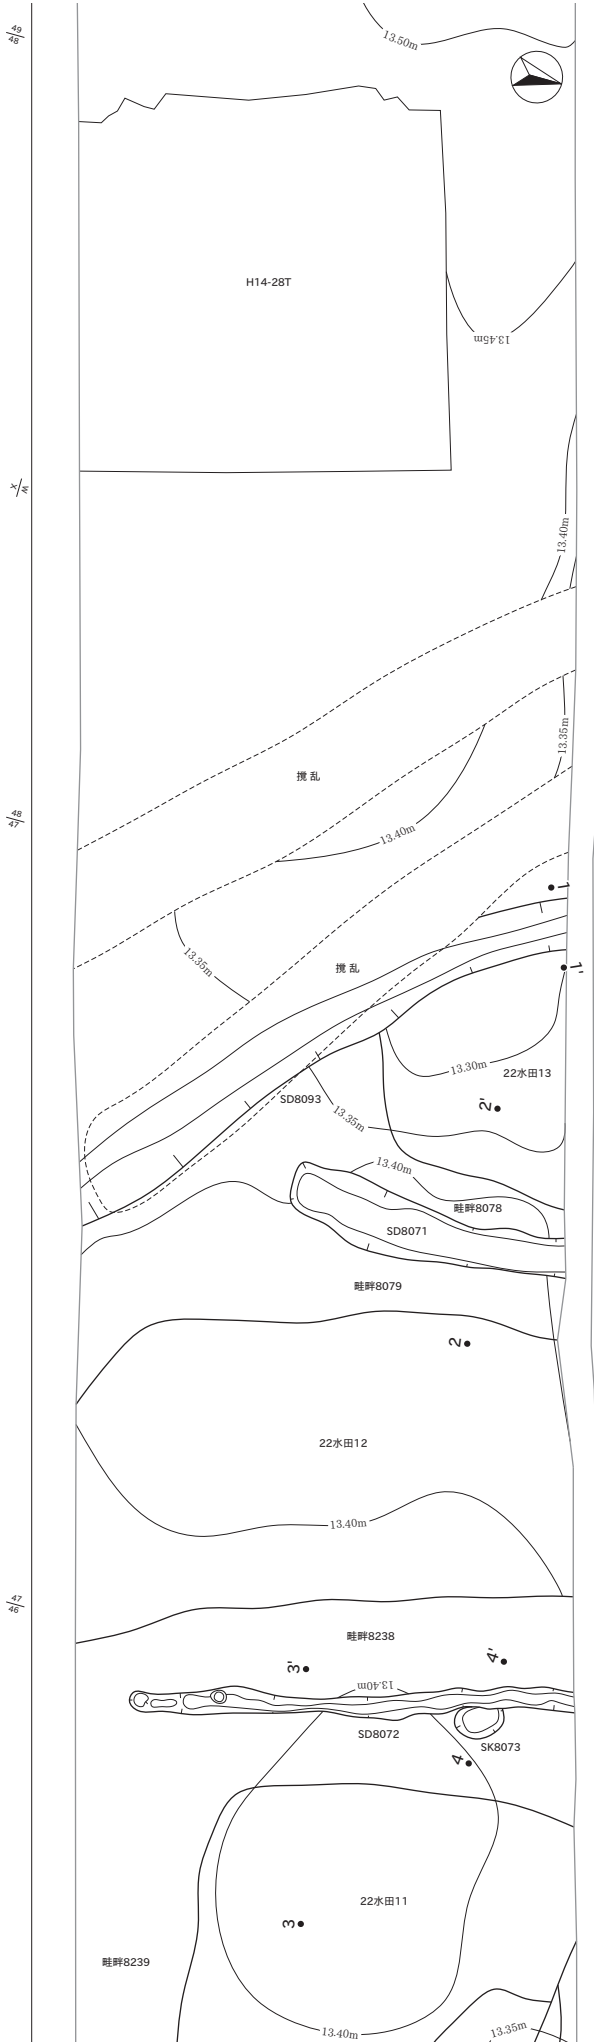 49
48
13.50m
H14-28T
13.45m
W
X
13.40m
13.35m
撹乱
48
47
13.40m
1
13.35m
撹乱
1'
13.30m
22水田13
SD8093
2'
13.35m
13.40m
畦畔8078
SD8071
畦畔8079
2
22水田12
13.40m
47
46
畦畔8238
3'
4'
13.40m
SD8072
SK8073
4
22水田11
3
畦畔8239
13.40m
13.35m